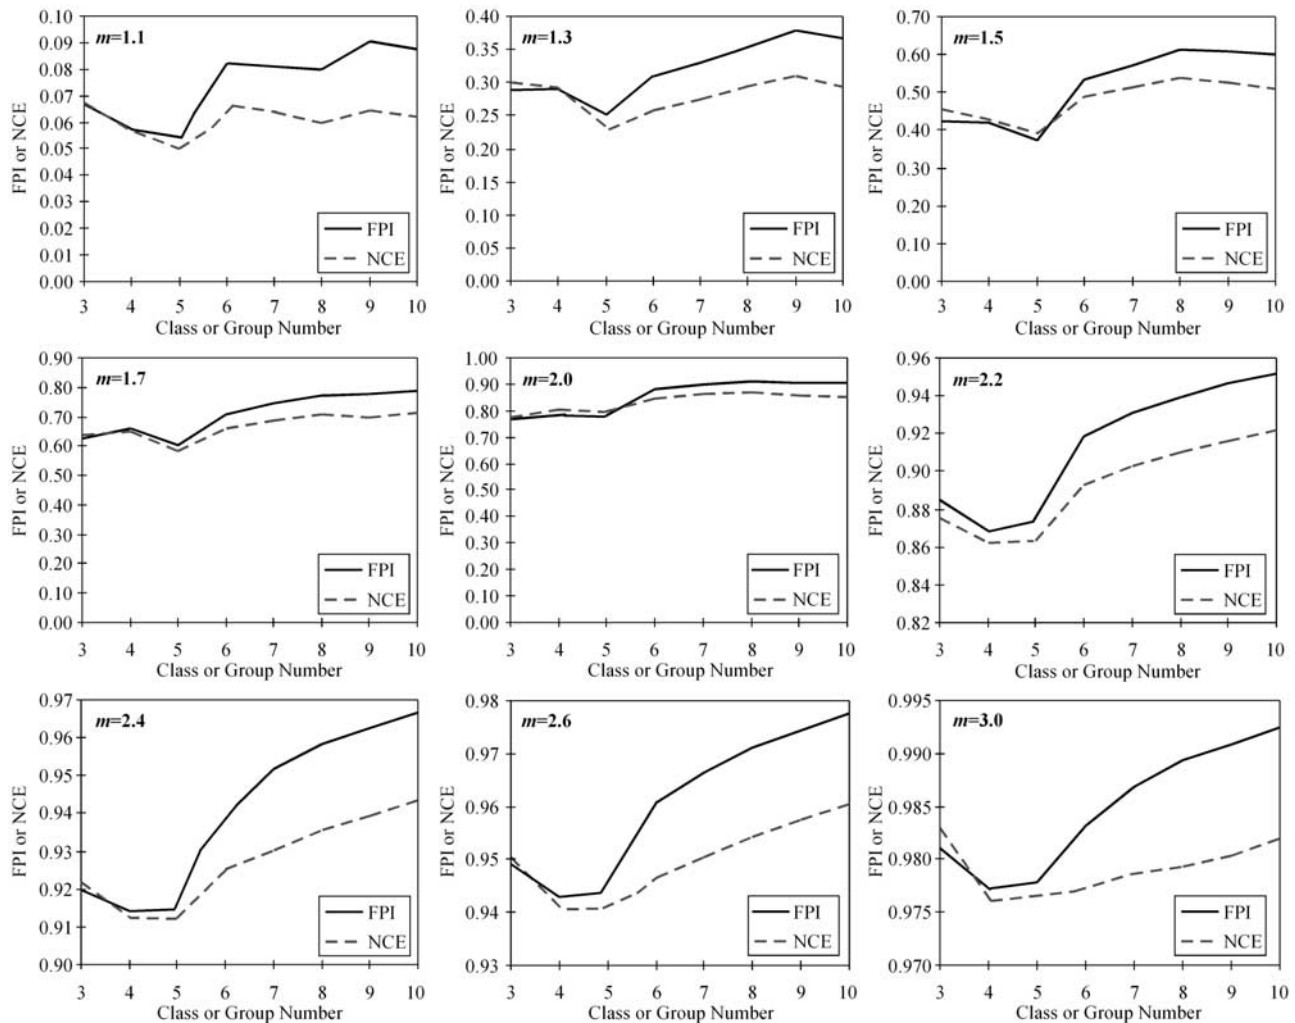 m=1.1
FPI or NCE
0.10
0.09
0.08
0.07
0.06
0.05
0.04
0.03
0.02
0.01
0.00
FPI
NCE
3 4 5 6 7 8 9 10
Class or Group Number
m=1.3
FPI or NCE
0.40
0.35
0.30
0.25
0.20
0.15
0.10
0.05
0.00
FPI
NCE
3 4 5 6 7 8 9 10
Class or Group Number
m=1.5
FPI or NCE
0.70
0.60
0.50
0.40
0.30
0.20
0.10
0.00
FPI
NCE
3 4 5 6 7 8 9 10
Class or Group Number
m=1.7
FPI or NCE
0.90
0.80
0.70
0.60
0.50
0.40
0.30
0.20
0.10
0.00
FPI
NCE
3 4 5 6 7 8 9 10
Class or Group Number
m=2.0
FPI or NCE
1.00
0.90
0.80
0.70
0.60
0.50
0.40
0.30
0.20
0.10
0.00
FPI
NCE
3 4 5 6 7 8 9 10
Class or Group Number
m=2.2
FPI or NCE
0.96
0.94
0.92
0.90
0.88
0.86
0.84
0.82
FPI
NCE
3 4 5 6 7 8 9 10
Class or Group Number
m=2.4
FPI or NCE
0.97
0.96
0.95
0.94
0.93
0.92
0.91
0.90
FPI
NCE
3 4 5 6 7 8 9 10
Class or Group Number
m=2.6
FPI or NCE
0.98
0.97
0.96
0.95
0.94
0.93
FPI
NCE
3 4 5 6 7 8 9 10
Class or Group Number
m=3.0
FPI or NCE
0.995
0.990
0.985
0.980
0.975
0.970
FPI
NCE
3 4 5 6 7 8 9 10
Class or Group Number